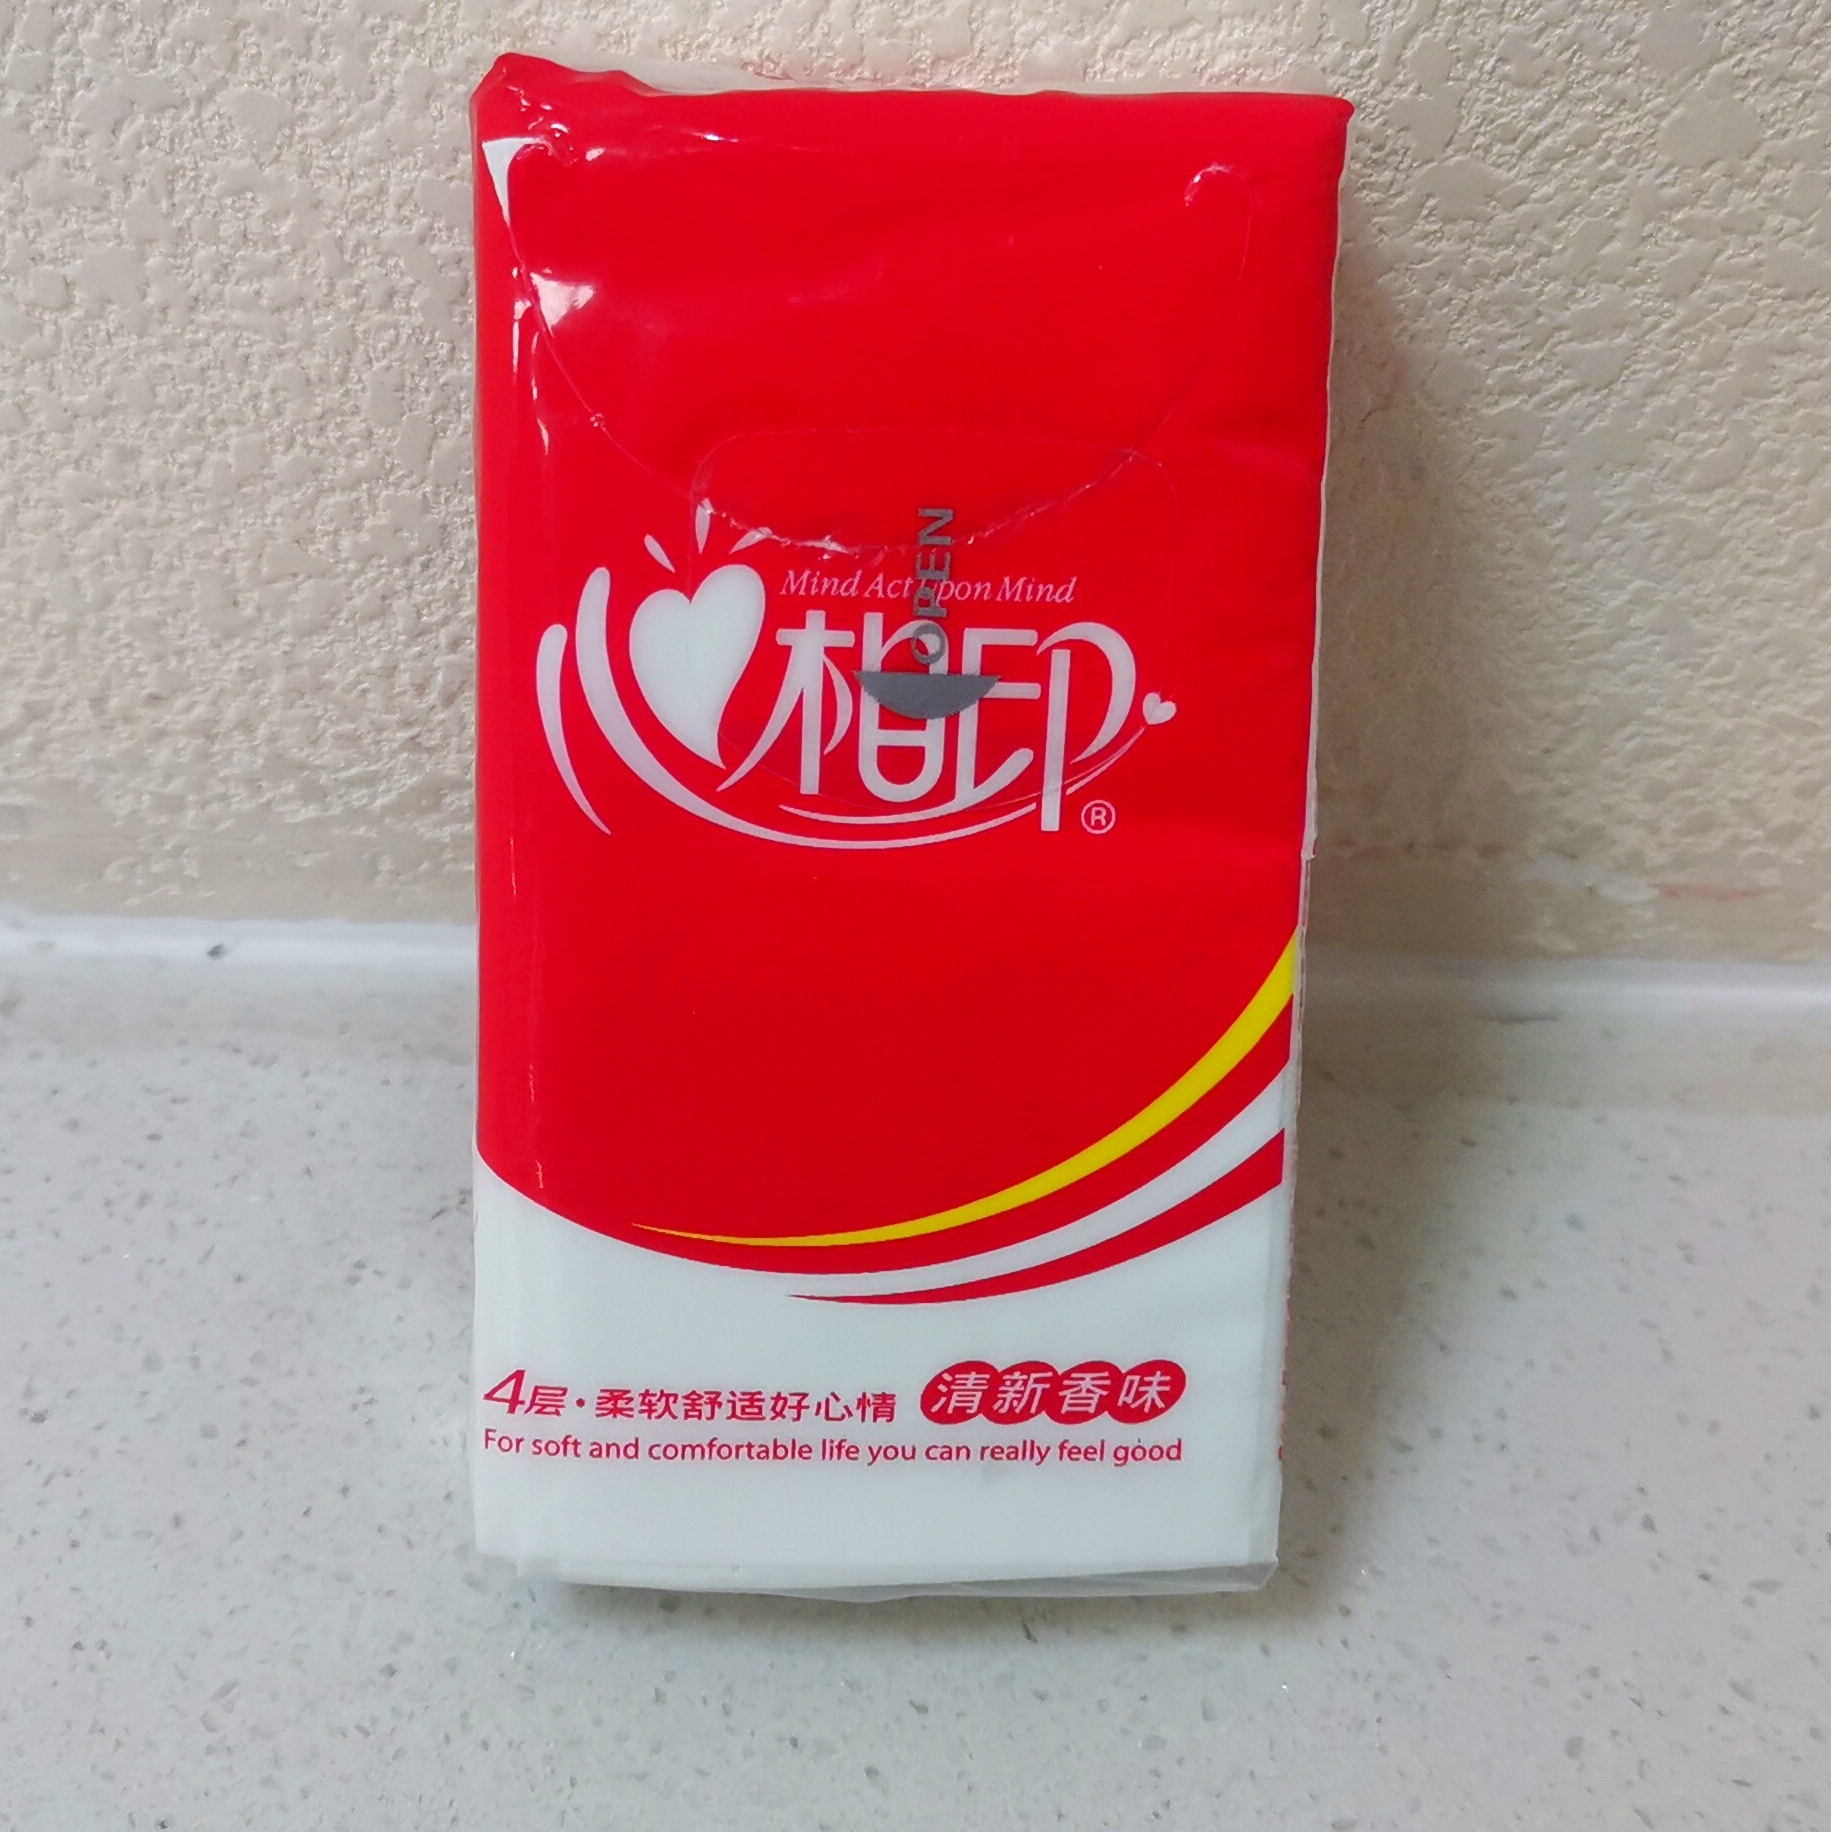 OPEN
Mind Act Upon Mind
心相印®
4层·柔软舒适好心情 清新香味
For soft and comfortable life you can really feel good